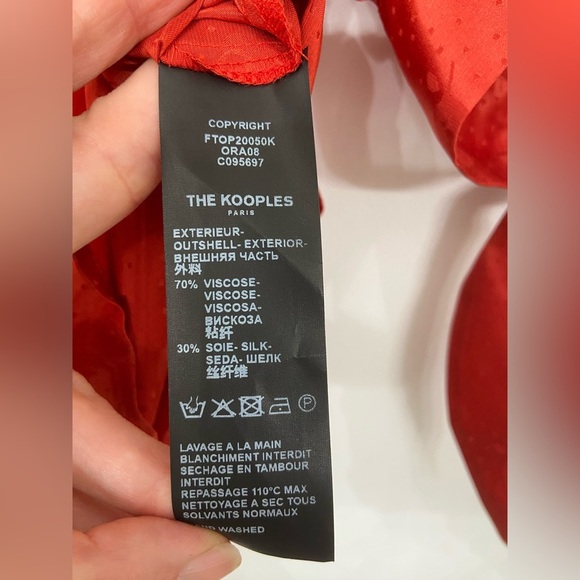 COPYRIGHT
FTOP20050K
ORA08
C095697
THE KOOPLES
PARIS
EXTERIEUR-
OUTSHELL- EXTERIOR-
ВНЕШНЯЯ ЧАСТЬ
外料
70% VISCOSE-
VISCOSE-
VISCOSA-
ВИСКОЗА
粘纤
30% SOIE- SILK-
SEDA- ШЕЛК
丝纤维
P
LAVAGE A LA MAIN
BLANCHIMENT INTERDIT
SECHAGE EN TAMBOUR
INTERDIT
REPASSAGE 110°C MAX
NETTOYAGE A SEC TOUS
SOLVANTS NORMAUX
WASHED